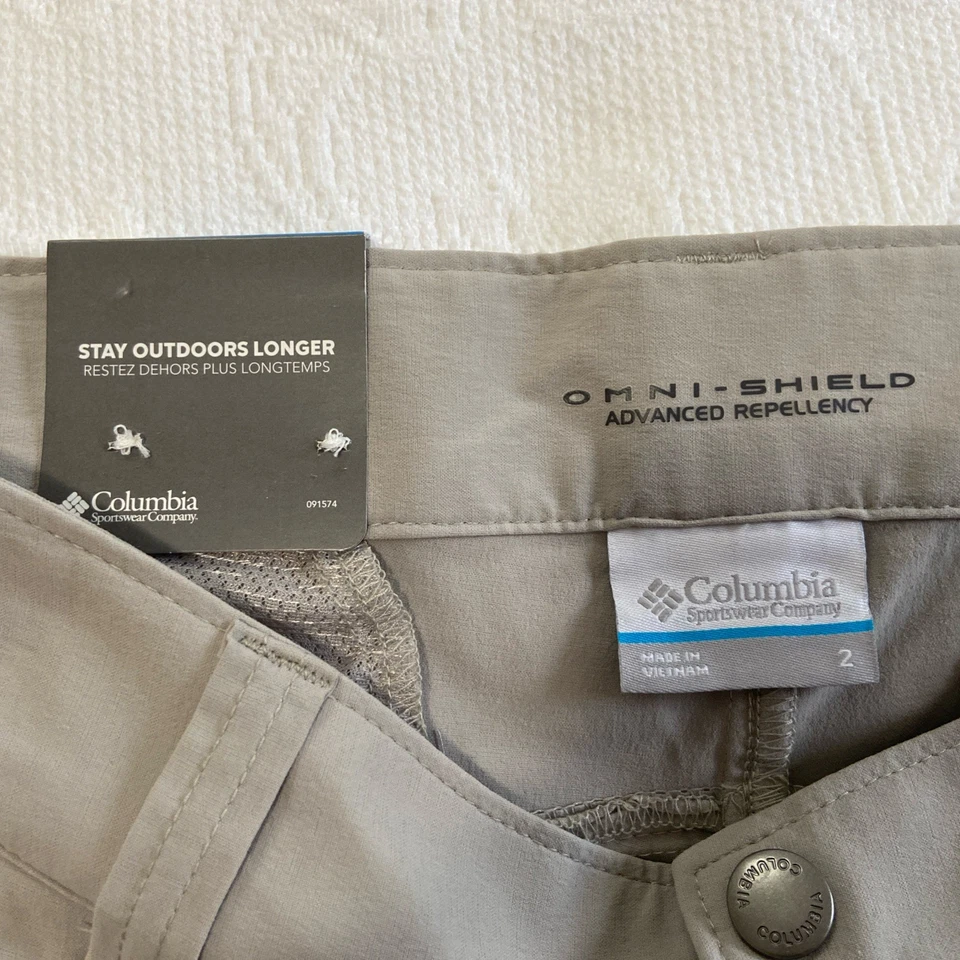 STAY OUTDOORS LONGER
RESTEZ DEHORS PLUS LONGTEMPS
Columbia
Sportswear Company.
091574
OMNI-SHIELD
ADVANCED REPELLENCY
Columbia
Sportswear Company
MADE IN
VIETNAM
2
COLUMBIA
COLUMBIA